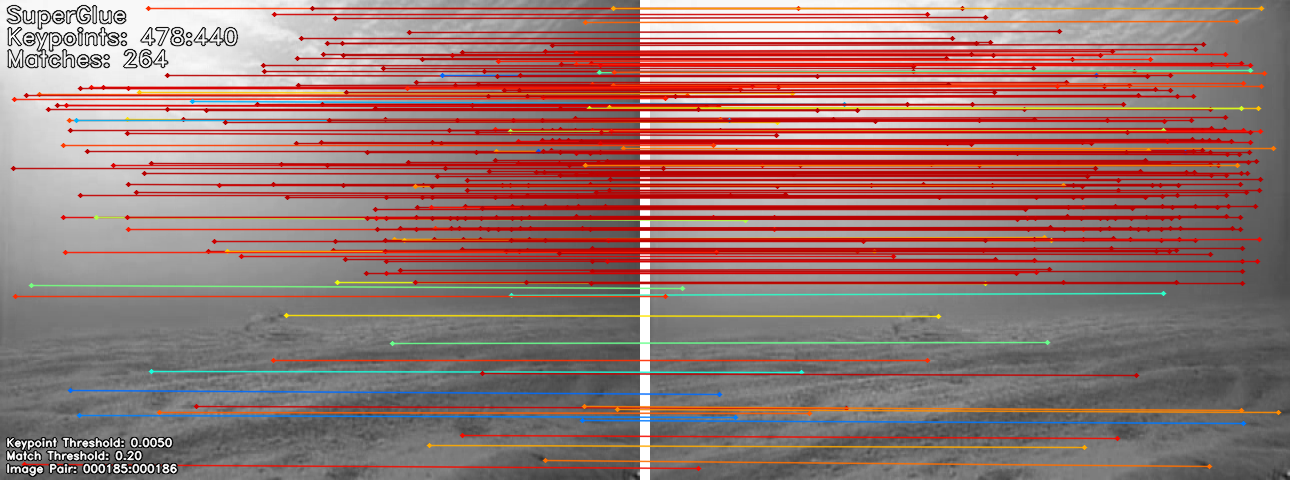 SuperGlue
Keypoints: 478:440
Matches: 264
Keypoint Threshold: 0.0050
Match Threshold: 0.20
Image Pair: 000185:000186